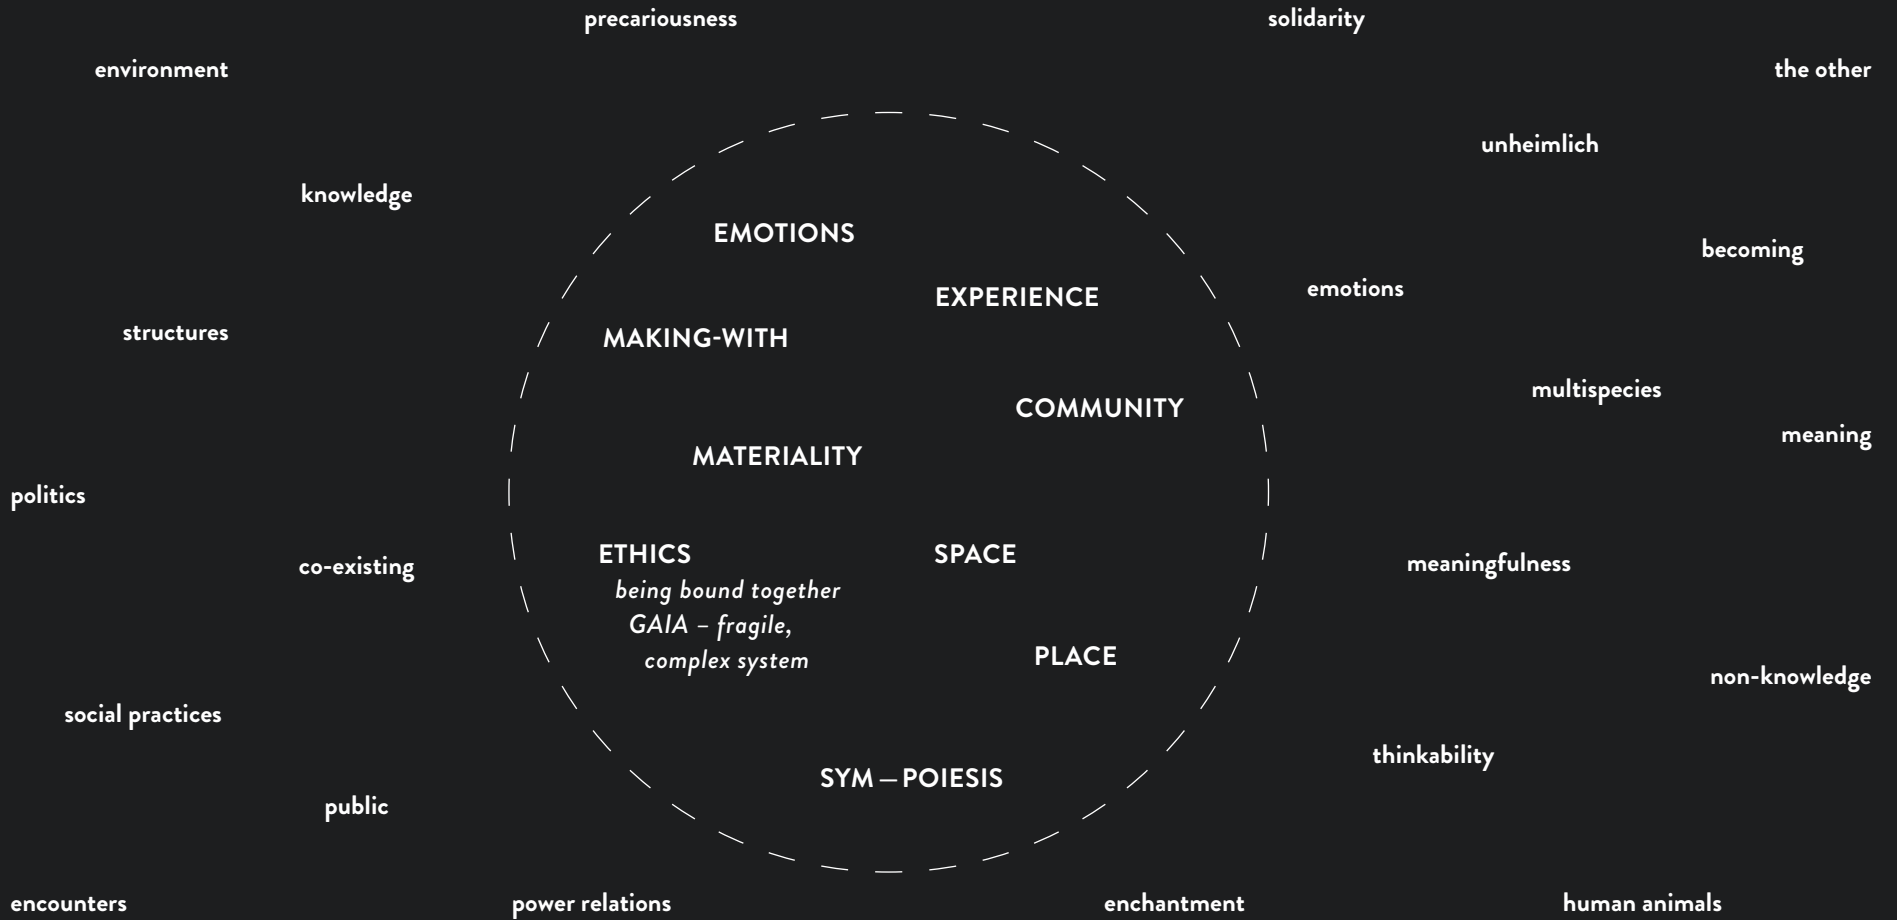 precariousness
solidarity
environment
the other
unheimlich
knowledge
EMOTIONS
becoming
emotions
EXPERIENCE
structures
MAKING-WITH
multispecies
COMMUNITY
meaning
MATERIALITY
politics
ETHICS
SPACE
meaningfulness
co-existing
being bound together
GAIA – fragile,
complex system
PLACE
non-knowledge
social practices
thinkability
SYM — POIESIS
public
encounters
power relations
enchantment
human animals